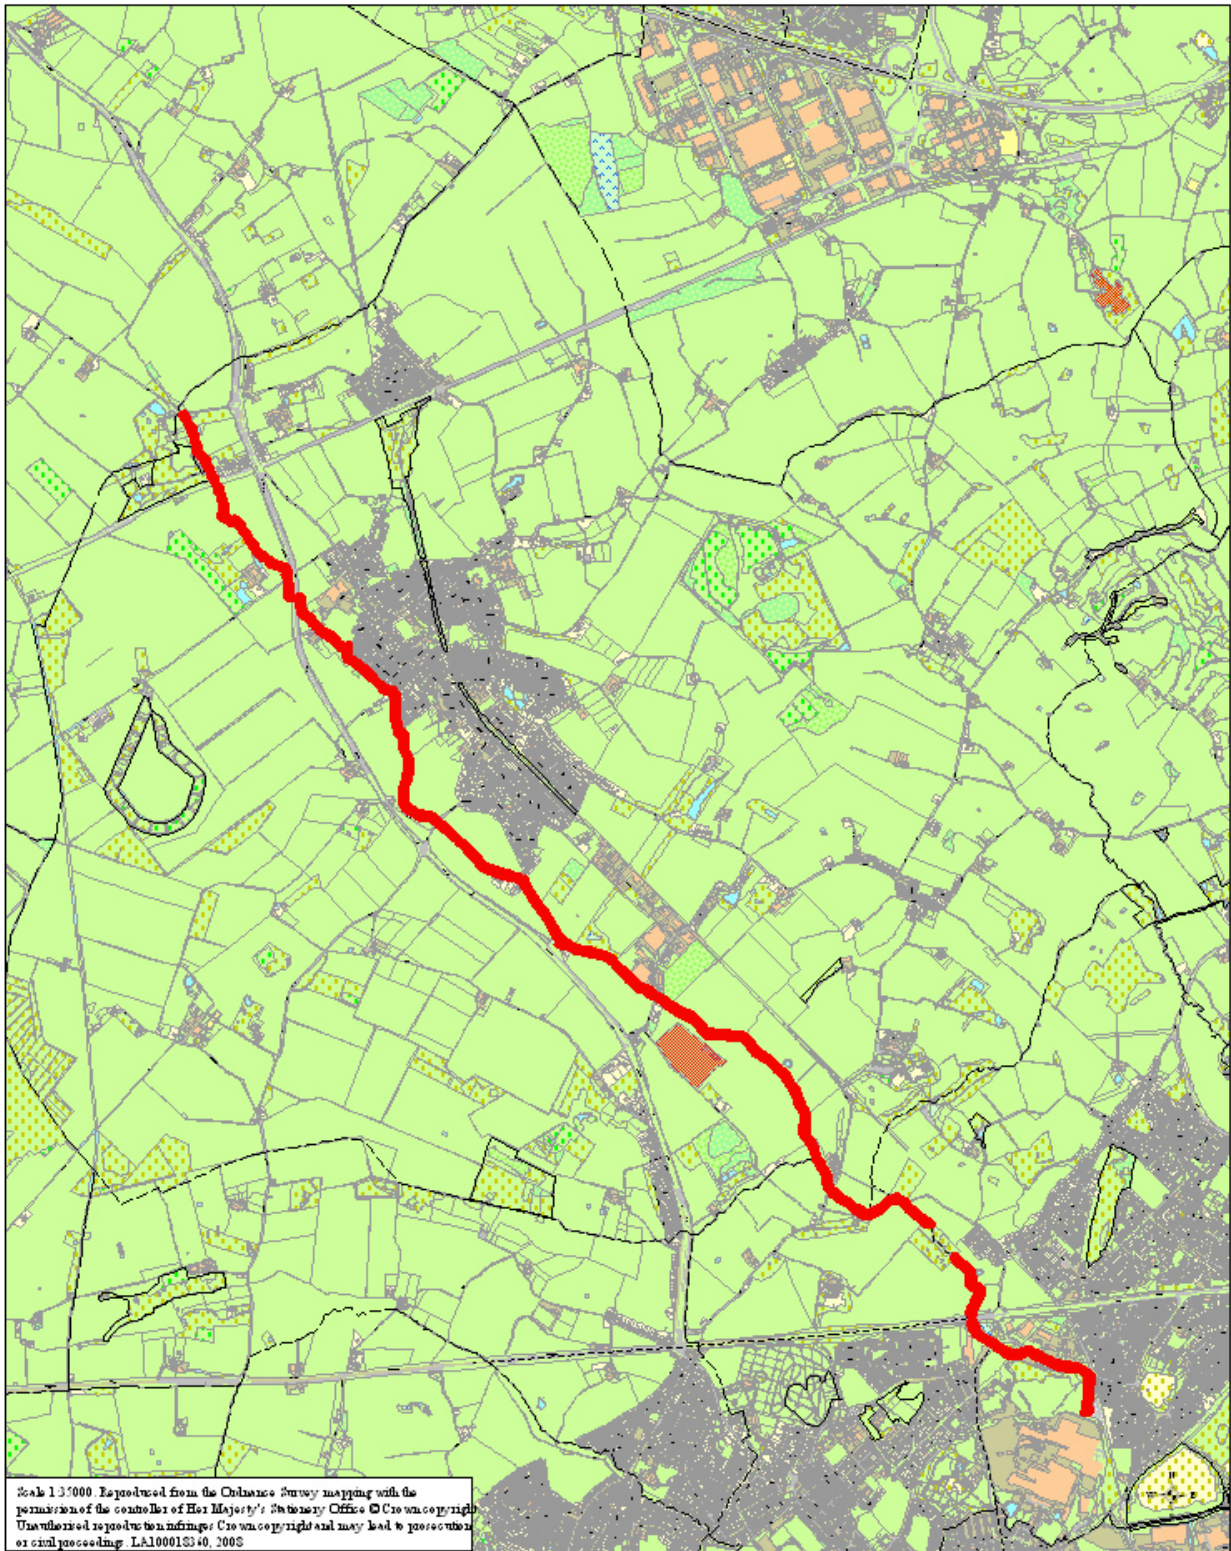 Scale 1:35000. Reproduced from the Ordnance Survey mapping with the
permission of the controller of Her Majesty's Stationery Office © Crown copyright
Unauthorised reproduction infringes Crown copyright and may lead to prosecution
or civil proceedings. LA100018360, 2008